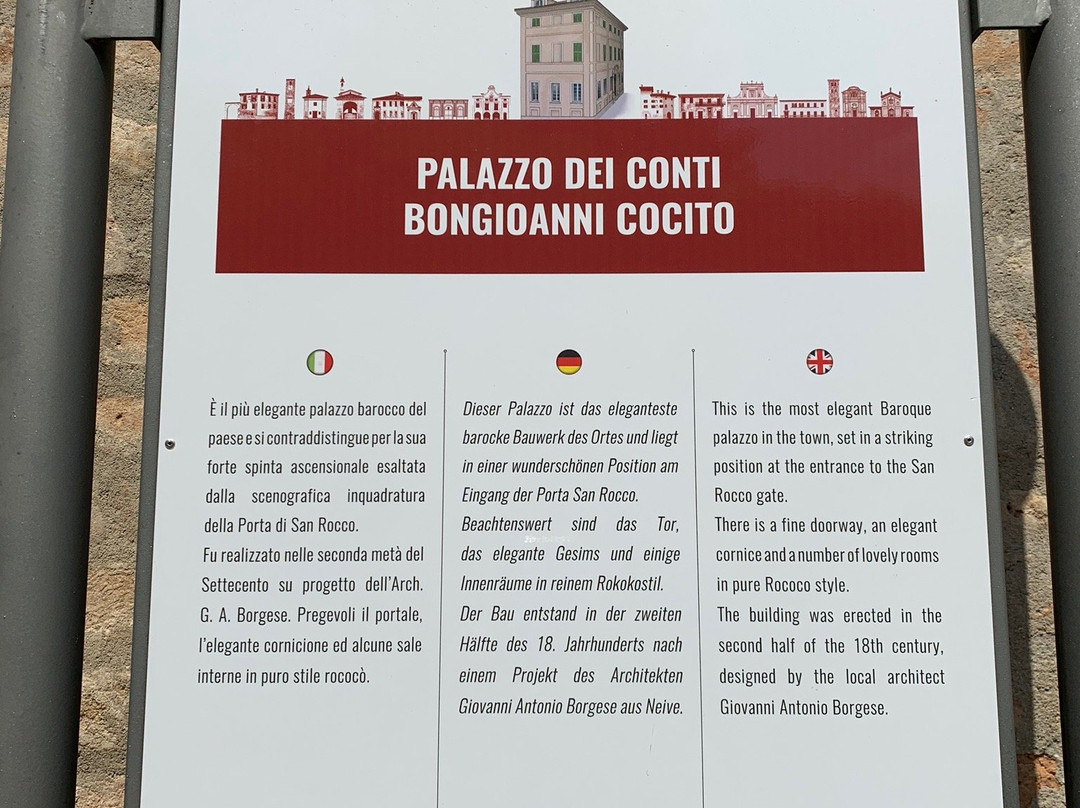 PALAZZO DEI CONTI
BONGIOANNI COCITO
È il più elegante palazzo barocco del
paese e si contraddistingue per la sua
forte spinta ascensionale esaltata
dalla scenografica inquadratura
della Porta di San Rocco.
Fu realizzato nelle seconda metà del
Settecento su progetto dell'Arch.
G. A. Borgese. Pregevoli il portale,
l'elegante cornicione ed alcune sale
interne in puro stile rococò.
Dieser Palazzo ist das eleganteste
barocke Bauwerk des Ortes und liegt
in einer wunderschönen Position am
Eingang der Porta San Rocco.
Beachtenswert sind das Tor,
das elegante Gesims und einige
Innenräume in reinem Rokokostil.
Der Bau entstand in der zweiten
Hälfte des 18. Jahrhunderts nach
einem Projekt des Architekten
Giovanni Antonio Borgese aus Neive.
This is the most elegant Baroque
palazzo in the town, set in a striking
position at the entrance to the San
Rocco gate.
There is a fine doorway, an elegant
cornice and a number of lovely rooms
in pure Rococo style.
The building was erected in the
second half of the 18th century,
designed by the local architect
Giovanni Antonio Borgese.